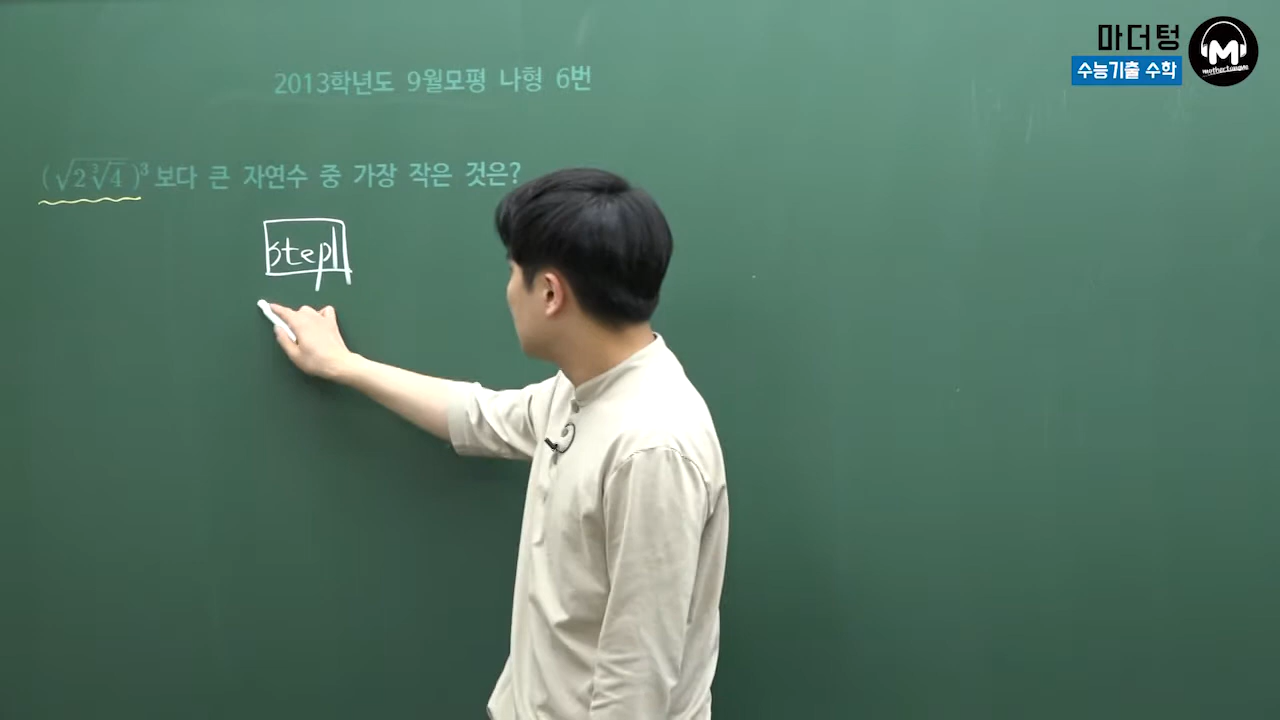 마더텅
수능기출 수학
M
mothertongue
2013학년도 9월모평 나형 6번
(√2∛4)³보다 큰 자연수 중 가장 작은 것은?
step1